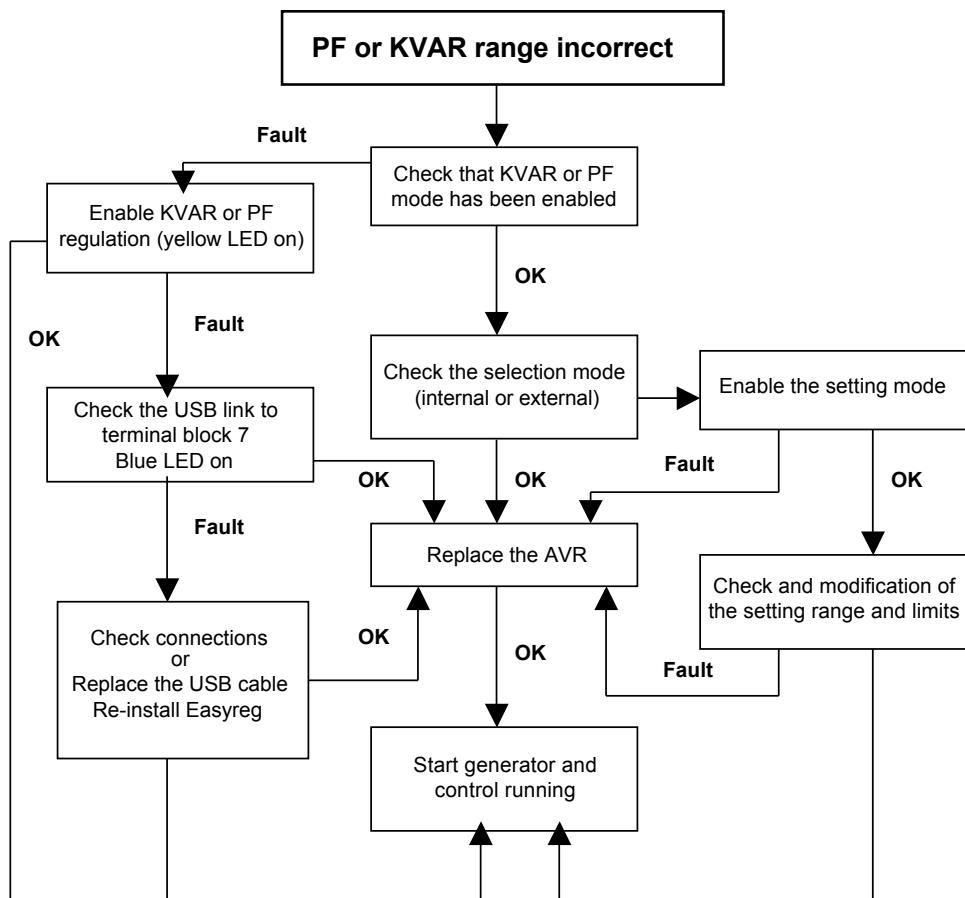 PF or KVAR range incorrect
Fault
Check that KVAR or PF
mode has been enabled
Enable KVAR or PF
regulation (yellow LED on)
OK
Fault
OK
Check the selection mode
(internal or external)
Enable the setting mode
Check the USB link to
terminal block 7
Blue LED on
OK
OK
Fault
OK
Fault
Replace the AVR
Check and modification of
the setting range and limits
Check connections
or
Replace the USB cable
Re-install Easyreg
OK
OK
Fault
Start generator and
control running